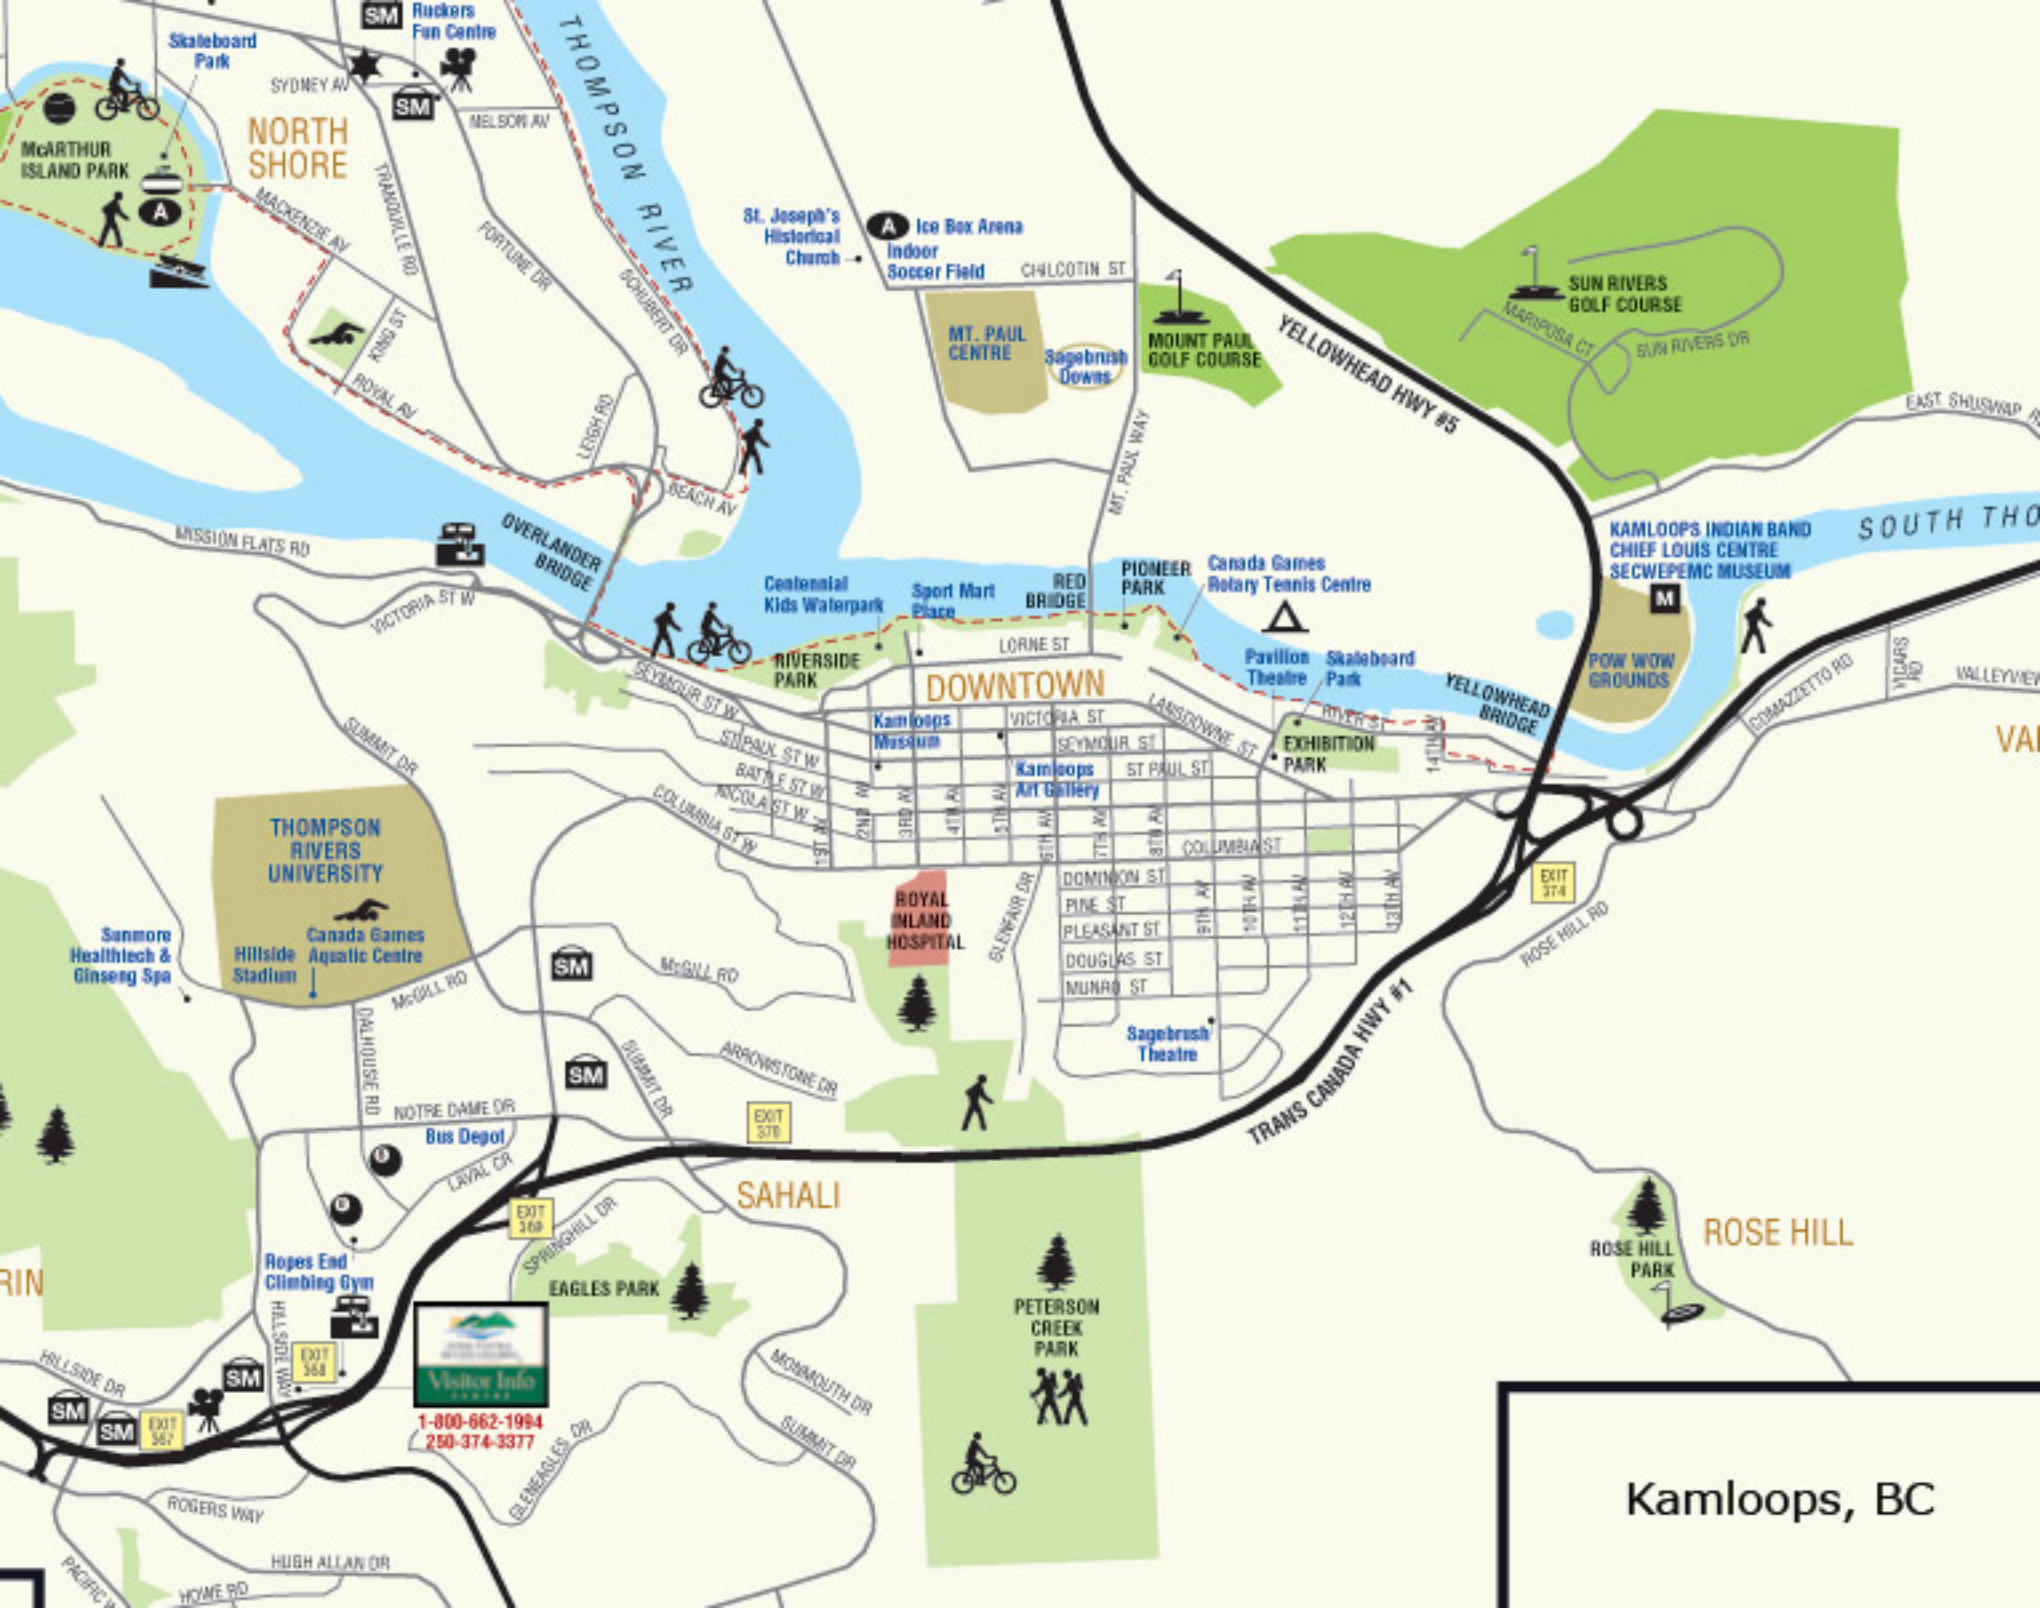 SM
Ruckers
Fun Centre
Skateboard
Park
SYDNEY AV
SM
NELSON AV
THOMPSON RIVER
NORTH
SHORE
McARTHUR
ISLAND PARK
A
MACKENZIE AV
TRANQUILLE RD
FORTUNE DR
SCHUBERT DR
KING ST
ROYAL AV
LEIGH RD
BEACH AV
St. Joseph's
Historical
Church
A
Ice Box Arena
Indoor
Soccer Field
CHILCOTIN ST
MT. PAUL
CENTRE
Sagebrush
Downs
MOUNT PAUL
GOLF COURSE
MT. PAUL WAY
YELLOWHEAD HWY #5
SUN RIVERS
GOLF COURSE
MARIPOSA CT
SUN RIVERS DR
EAST SHUSWAP R
SOUTH THO
KAMLOOPS INDIAN BAND
CHIEF LOUIS CENTRE
SECWEPEMC MUSEUM
M
POW WOW
GROUNDS
MISSION FLATS RD
OVERLANDER
BRIDGE
VICTORIA ST W
Centennial
Kids Waterpark
Sport Mart
Place
RED
BRIDGE
PIONEER
PARK
Canada Games
Rotary Tennis Centre
RIVERSIDE
PARK
LORNE ST
DOWNTOWN
Pavilion
Theatre
Skateboard
Park
YELLOWHEAD
BRIDGE
COMAZZETTO RD
VICARS
RD
VALLEYVIEW
VAL
SEYMOUR ST W
LANSDOWNE ST
RIVER ST
14TH AV
EXHIBITION
PARK
Kamloops
Museum
VICTORIA ST
SEYMOUR ST
Kamloops
Art Gallery
ST PAUL ST
ST PAUL ST W
BATTLE ST W
NICOLA ST W
COLUMBIA ST W
1ST AV
2ND AV
3RD AV
4TH AV
5TH AV
6TH AV
7TH AV
8TH AV
COLUMBIA ST
SUMMIT DR
THOMPSON
RIVERS
UNIVERSITY
Hillside
Stadium
Canada Games
Aquatic Centre
Sunmore
Healthtech &
Ginseng Spa
McGILL RD
SM
McGILL RD
ROYAL
INLAND
HOSPITAL
GLENFAIR DR
DOMINION ST
PINE ST
PLEASANT ST
DOUGLAS ST
MUNRO ST
9TH AV
10TH AV
11TH AV
12TH AV
13TH AV
EXIT
374
ROSE HILL RD
Sagebrush
Theatre
TRANS CANADA HWY #1
DALHOUSIE RD
SM
SUMMIT DR
ARROWSTONE DR
NOTRE DAME DR
Bus Depot
LAVAL CR
EXIT
370
SAHALI
EXIT
369
SPRINGHILL DR
EAGLES PARK
Ropes End
Climbing Gym
HILLSIDE WAY
EXIT
368
Visitor Info
CENTRE
1-800-662-1994
250-374-3377
RIN
HILLSIDE DR
SM
SM
SM
EXIT
367
PETERSON
CREEK
PARK
MONMOUTH DR
SUMMIT DR
GLENEAGLES DR
ROSE HILL
PARK
ROSE HILL
ROGERS WAY
HUGH ALLAN DR
HOWE RD
PACIFIC W
Kamloops, BC